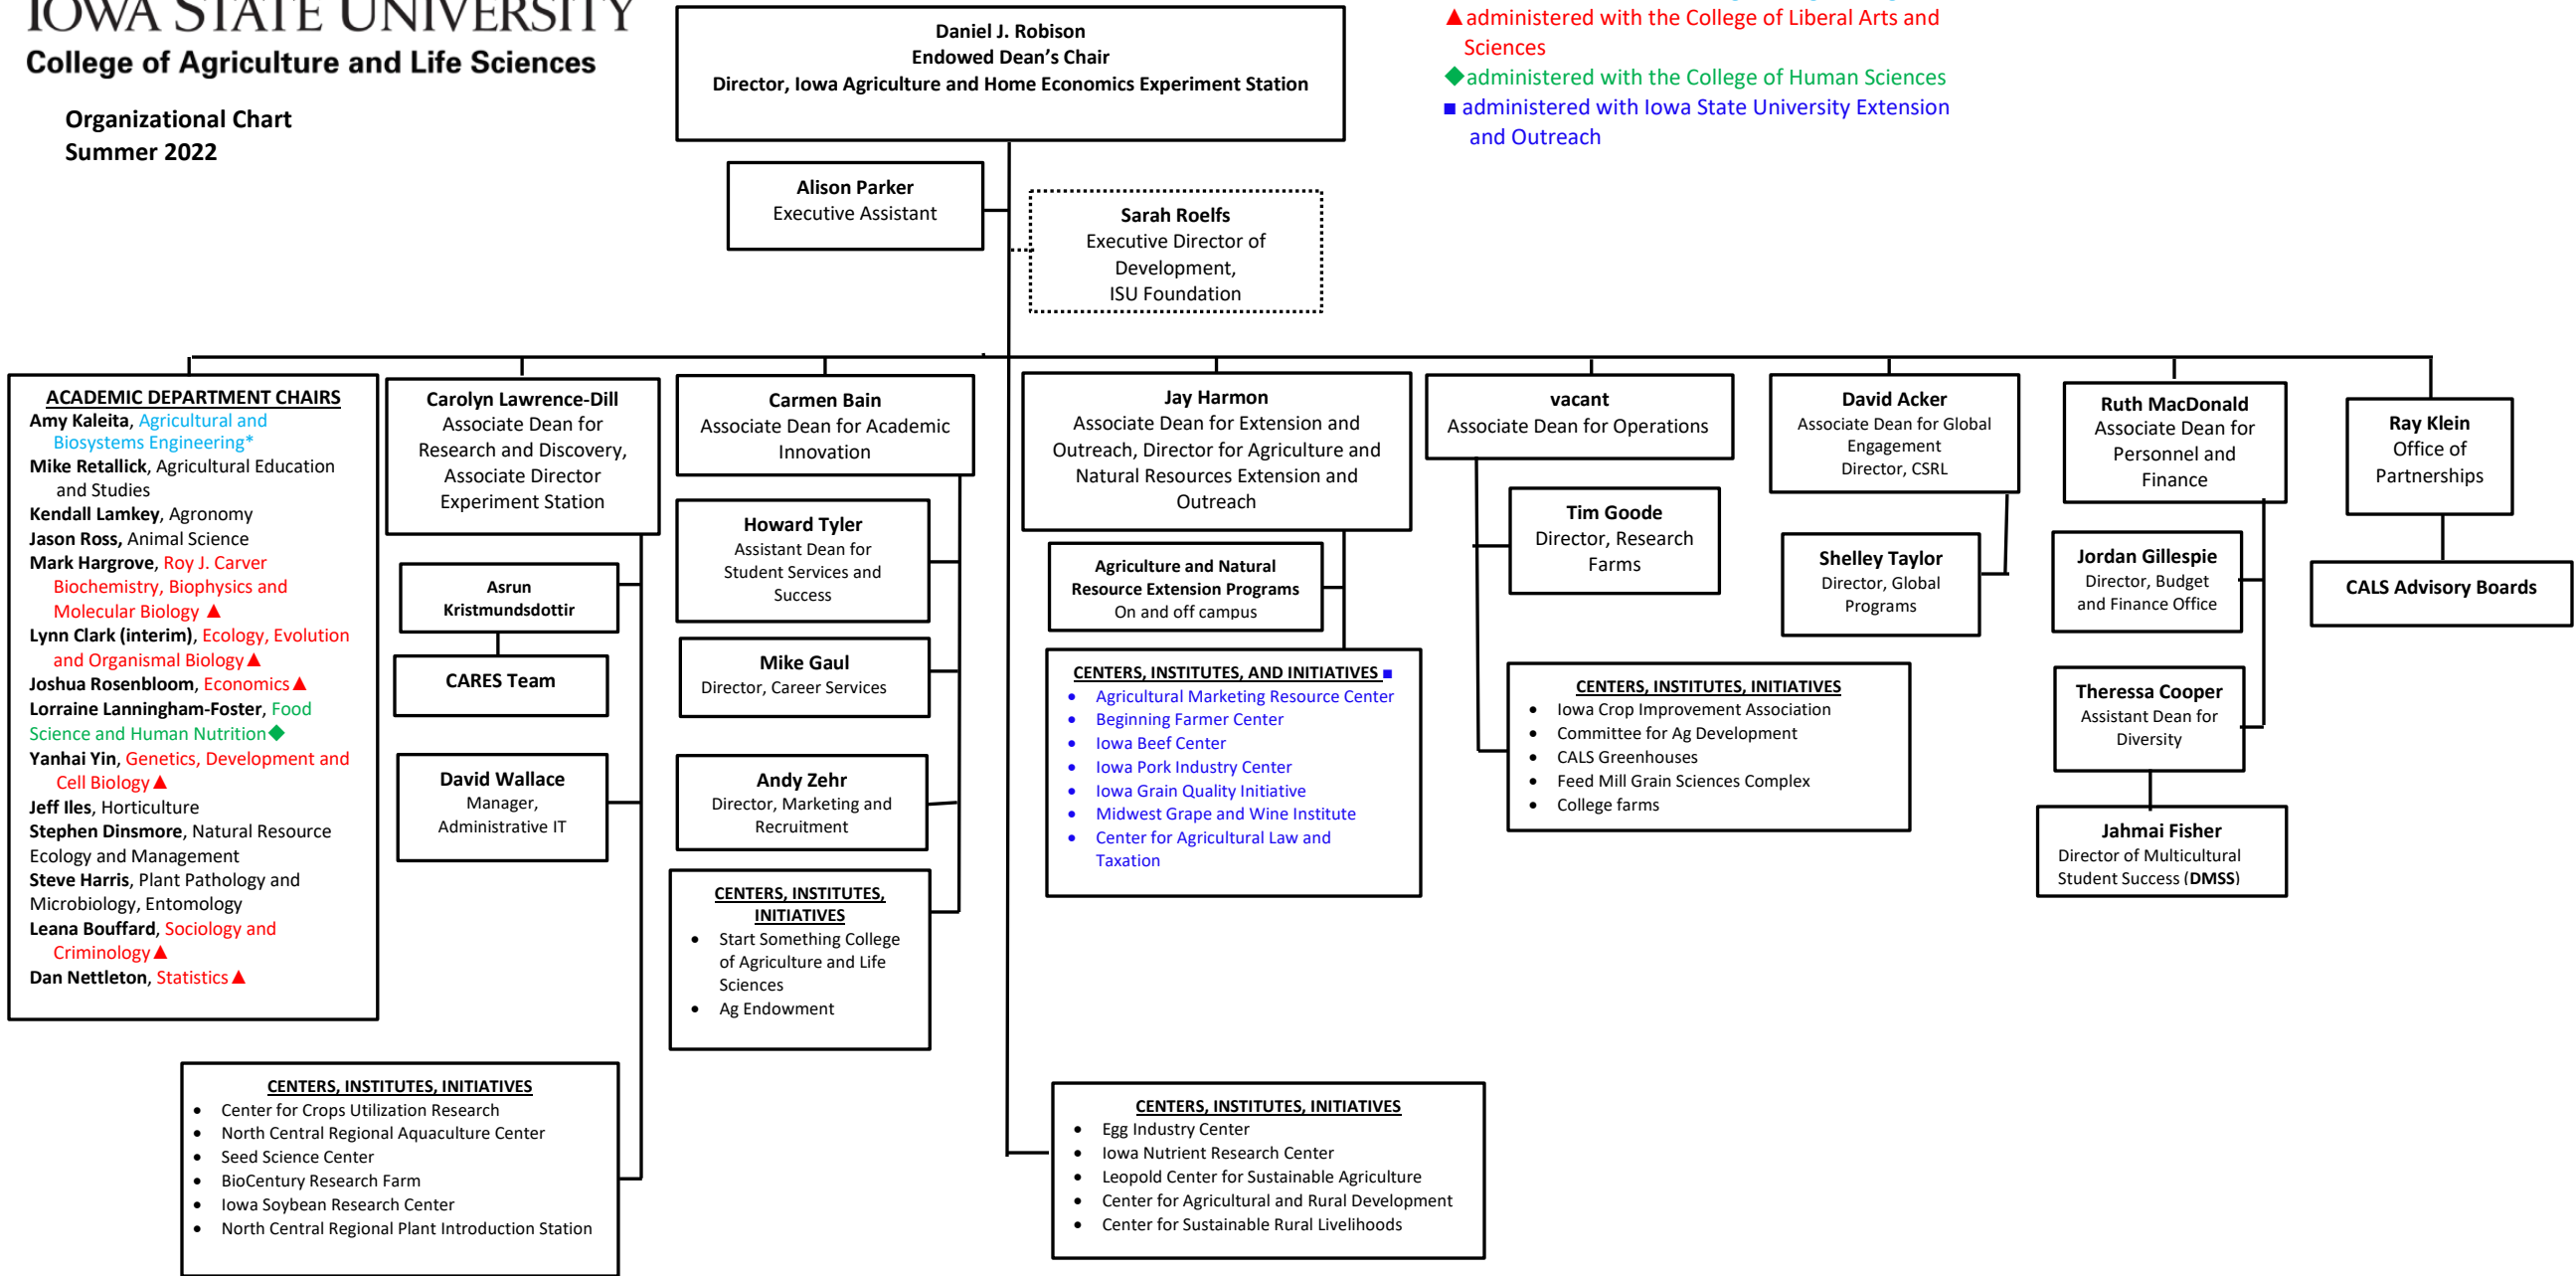 IOWA STATE UNIVERSITY
College of Agriculture and Life Sciences
Organizational Chart
Summer 2022
Daniel J. Robison
Endowed Dean's Chair
Director, Iowa Agriculture and Home Economics Experiment Station
▲administered with the College of Liberal Arts and
Sciences
◆administered with the College of Human Sciences
■ administered with Iowa State University Extension
and Outreach
Alison Parker
Executive Assistant
Sarah Roelfs
Executive Director of
Development,
ISU Foundation
ACADEMIC DEPARTMENT CHAIRS
Amy Kaleita, Agricultural and
Biosystems Engineering*
Mike Retallick, Agricultural Education
and Studies
Kendall Lamkey, Agronomy
Jason Ross, Animal Science
Mark Hargrove, Roy J. Carver
Biochemistry, Biophysics and
Molecular Biology ▲
Lynn Clark (interim), Ecology, Evolution
and Organismal Biology▲
Joshua Rosenbloom, Economics▲
Lorraine Lanningham-Foster, Food
Science and Human Nutrition◆
Yanhai Yin, Genetics, Development and
Cell Biology▲
Jeff Iles, Horticulture
Stephen Dinsmore, Natural Resource
Ecology and Management
Steve Harris, Plant Pathology and
Microbiology, Entomology
Leana Bouffard, Sociology and
Criminology▲
Dan Nettleton, Statistics▲
Carolyn Lawrence-Dill
Associate Dean for
Research and Discovery,
Associate Director
Experiment Station
Asrun
Kristmundsdottir
CARES Team
David Wallace
Manager,
Administrative IT
CENTERS, INSTITUTES, INITIATIVES
• Center for Crops Utilization Research
• North Central Regional Aquaculture Center
• Seed Science Center
• BioCentury Research Farm
• Iowa Soybean Research Center
• North Central Regional Plant Introduction Station
Carmen Bain
Associate Dean for Academic
Innovation
Howard Tyler
Assistant Dean for
Student Services and
Success
Mike Gaul
Director, Career Services
Andy Zehr
Director, Marketing and
Recruitment
CENTERS, INSTITUTES,
INITIATIVES
• Start Something College
of Agriculture and Life
Sciences
• Ag Endowment
Jay Harmon
Associate Dean for Extension and
Outreach, Director for Agriculture and
Natural Resources Extension and
Outreach
Agriculture and Natural
Resource Extension Programs
On and off campus
CENTERS, INSTITUTES, AND INITIATIVES ■
• Agricultural Marketing Resource Center
• Beginning Farmer Center
• Iowa Beef Center
• Iowa Pork Industry Center
• Iowa Grain Quality Initiative
• Midwest Grape and Wine Institute
• Center for Agricultural Law and
Taxation
CENTERS, INSTITUTES, INITIATIVES
• Egg Industry Center
• Iowa Nutrient Research Center
• Leopold Center for Sustainable Agriculture
• Center for Agricultural and Rural Development
• Center for Sustainable Rural Livelihoods
vacant
Associate Dean for Operations
Tim Goode
Director, Research
Farms
CENTERS, INSTITUTES, INITIATIVES
• Iowa Crop Improvement Association
• Committee for Ag Development
• CALS Greenhouses
• Feed Mill Grain Sciences Complex
• College farms
David Acker
Associate Dean for Global
Engagement
Director, CSRL
Shelley Taylor
Director, Global
Programs
Ruth MacDonald
Associate Dean for
Personnel and
Finance
Jordan Gillespie
Director, Budget
and Finance Office
Theressa Cooper
Assistant Dean for
Diversity
Jahmai Fisher
Director of Multicultural
Student Success (DMSS)
Ray Klein
Office of
Partnerships
CALS Advisory Boards